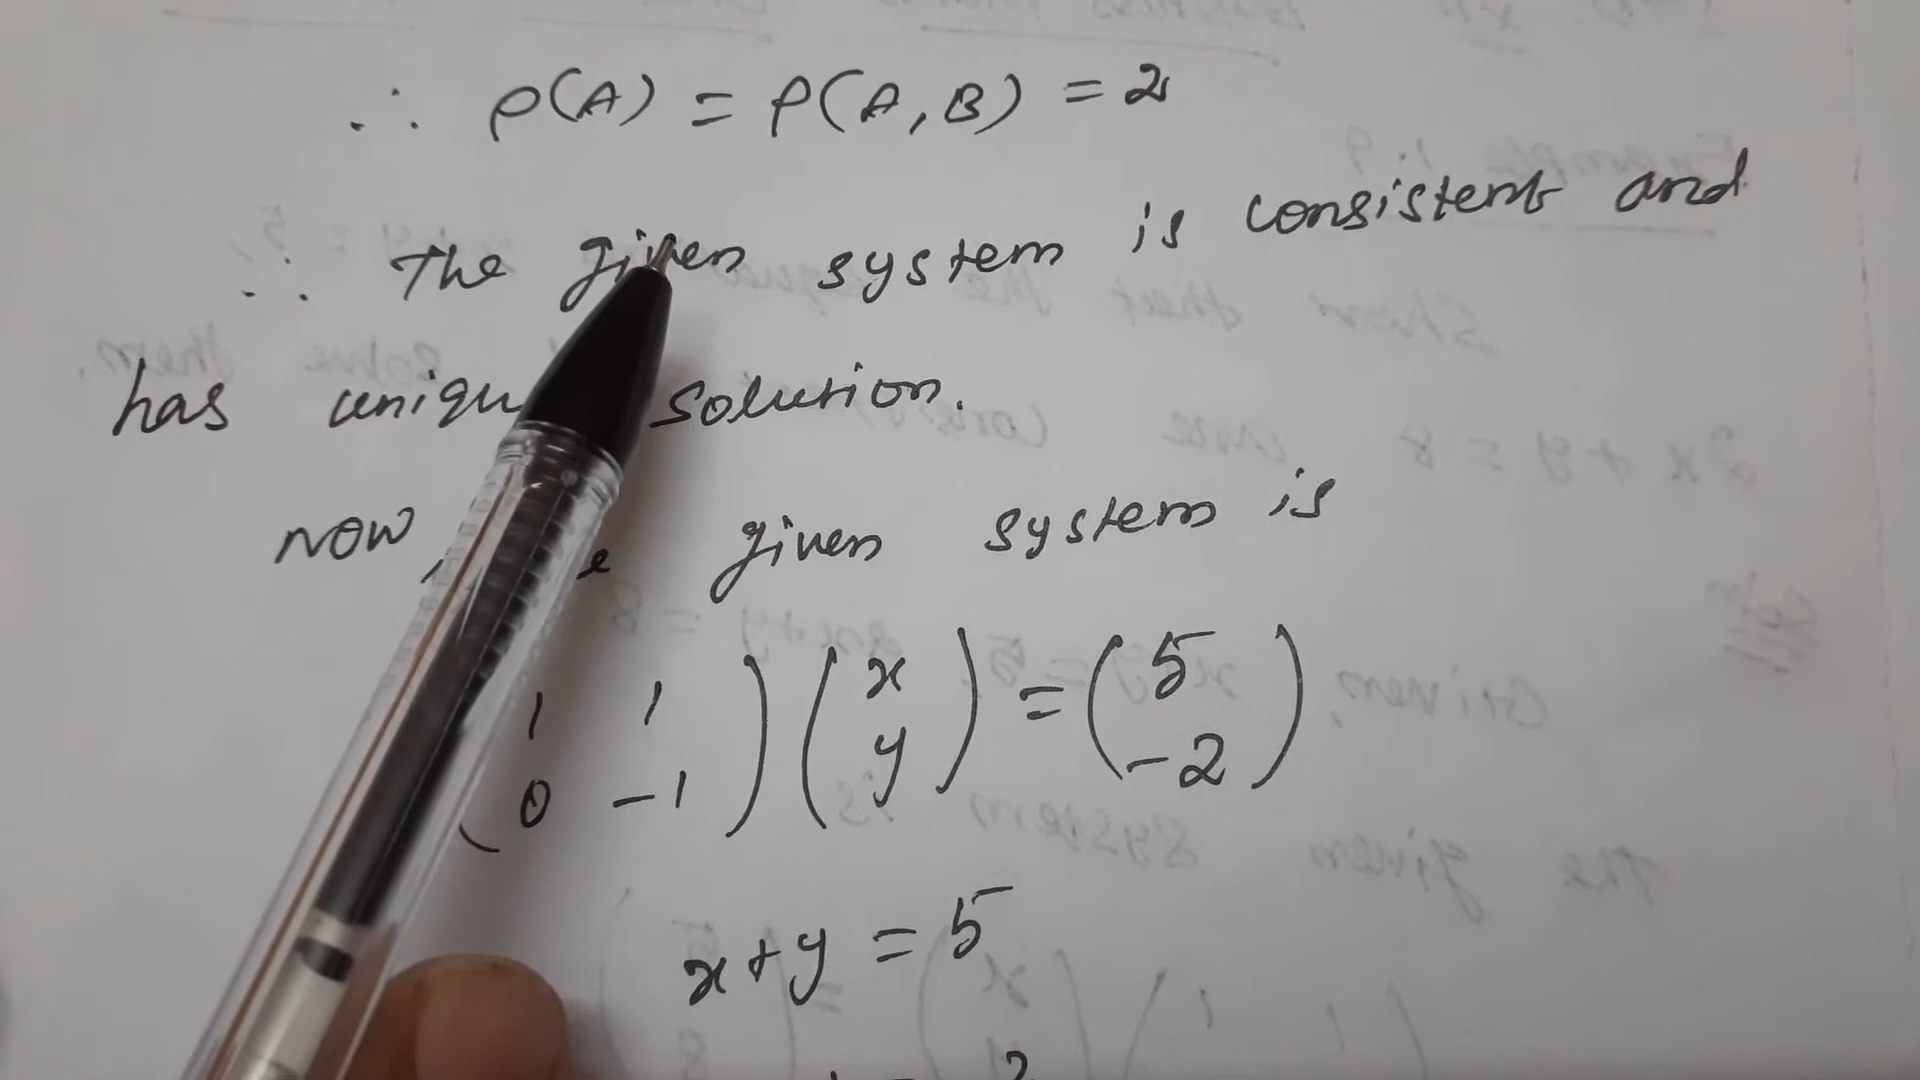 ∴ ρ(A) = ρ(A, B) = 2
∴ The given system is consistent and
has solution.
Now, given system is
1 1 ) ( x ) = ( 5 )
( 0 -1 ) ( y ) = ( -2 )
x + y = 5